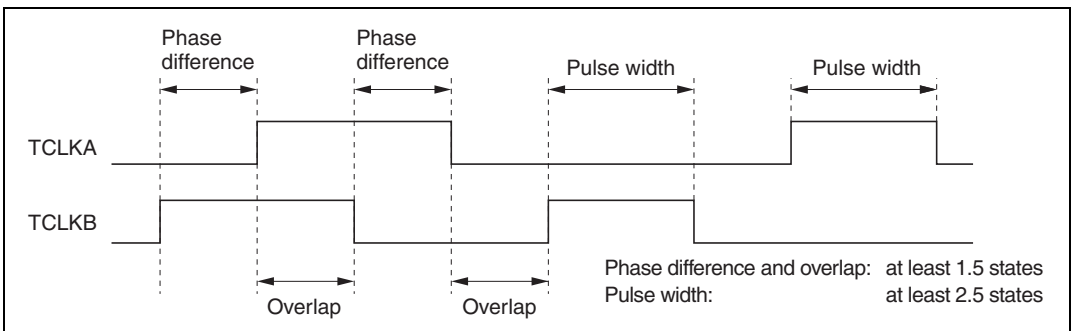 Phase
difference
Phase
difference
Pulse width
Pulse width
TCLKA
TCLKB
Overlap
Overlap
Phase difference and overlap: at least 1.5 states
Pulse width: at least 2.5 states